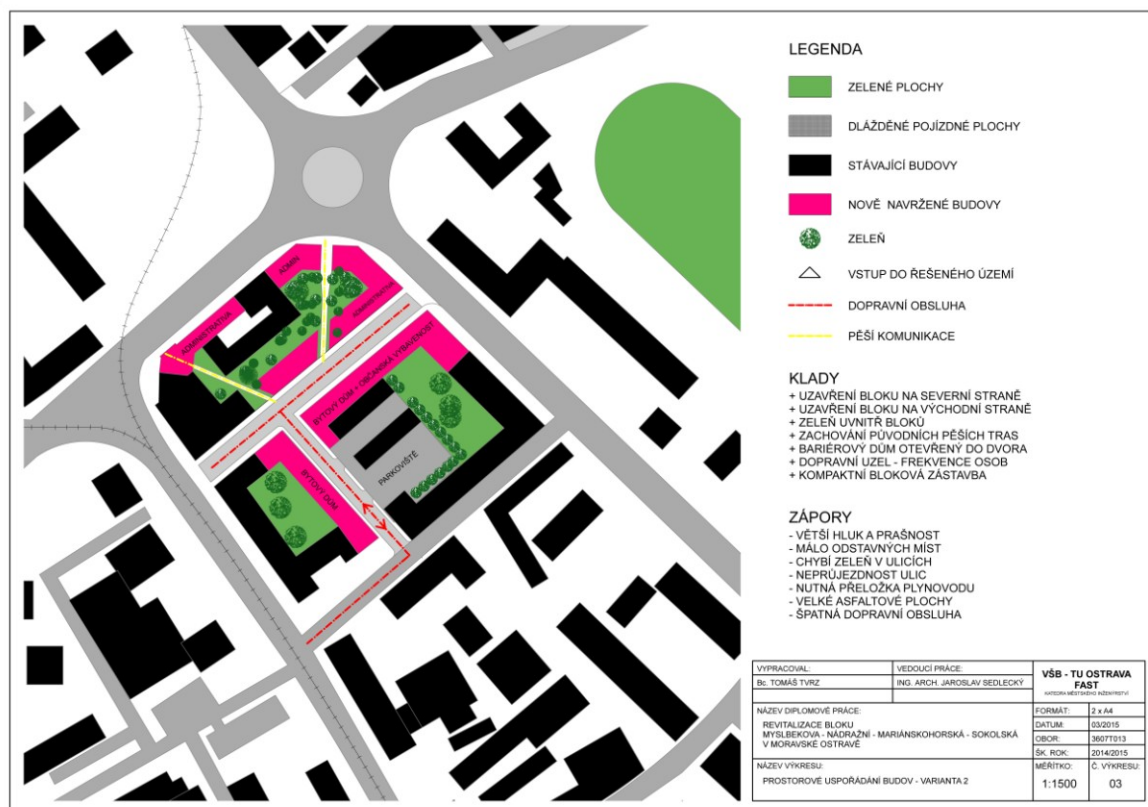 ADMIN
ADMINISTRATIVA
ADMINISTRATIVA
BYTOVÝ DŮM + OBČANSKÁ VYBAVENOST
PARKOVIŠTĚ
BYTOVÝ DŮM
LEGENDA
ZELENÉ PLOCHY
DLÁŽDĚNÉ POJÍZDNÉ PLOCHY
STÁVAJÍCÍ BUDOVY
NOVĚ NAVRŽENÉ BUDOVY
ZELEŇ
VSTUP DO ŘEŠENÉHO ÚZEMÍ
DOPRAVNÍ OBSLUHA
PĚŠÍ KOMUNIKACE
KLADY
+ UZAVŘENÍ BLOKU NA SEVERNÍ STRANĚ
+ UZAVŘENÍ BLOKU NA VÝCHODNÍ STRANĚ
+ ZELEŇ UVNITŘ BLOKŮ
+ ZACHOVÁNÍ PŮVODNÍCH PĚŠÍCH TRAS
+ BARIÉROVÝ DŮM OTEVŘENÝ DO DVORA
+ DOPRAVNÍ UZEL - FREKVENCE OSOB
+ KOMPAKTNÍ BLOKOVÁ ZÁSTAVBA
ZÁPORY
- VĚTŠÍ HLUK A PRAŠNOST
- MÁLO ODSTAVNÝCH MÍST
- CHYBÍ ZELEŇ V ULICÍCH
- NEPRŮJEZDNOST ULIC
- NUTNÁ PŘELOŽKA PLYNOVODU
- VELKÉ ASFALTOVÉ PLOCHY
- ŠPATNÁ DOPRAVNÍ OBSLUHA
VYPRACOVAL:
VEDOUCÍ PRÁCE:
Bc. TOMÁŠ TVRZ
ING. ARCH. JAROSLAV SEDLECKÝ
VŠB - TU OSTRAVA
FAST
KATEDRA MĚSTSKÉHO INŽENÝRSTVÍ
NÁZEV DIPLOMOVÉ PRÁCE:
REVITALIZACE BLOKU
MYSLBEKOVA - NÁDRAŽNÍ - MARIÁNSKOHORSKÁ - SOKOLSKÁ
V MORAVSKÉ OSTRAVĚ
FORMÁT: 2 x A4
DATUM: 03/2015
OBOR: 3607T013
ŠK. ROK: 2014/2015
NÁZEV VÝKRESU:
PROSTOROVÉ USPOŘÁDÁNÍ BUDOV - VARIANTA 2
MĚŘÍTKO: Č. VÝKRESU:
1:1500 03